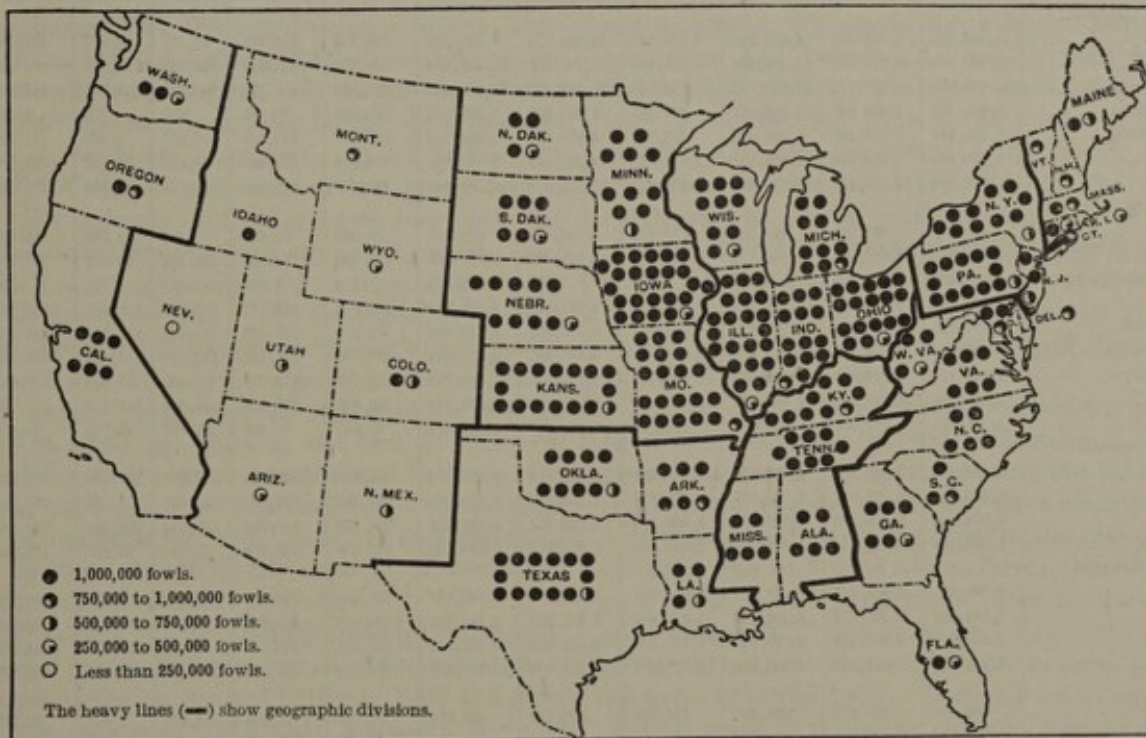 WASH.
OREGON
CAL.
NEV.
IDAHO
MONT.
WYO.
UTAH
COLO.
ARIZ.
N. MEX.
N. DAK.
S. DAK.
NEBR.
KANS.
OKLA.
TEXAS
MINN.
IOWA
MO.
ARK.
LA.
WIS.
ILL.
MICH.
IND.
OHIO
KY.
TENN.
MISS.
ALA.
MAINE
VT.
N.H.
MASS.
R. I.
CT.
N. Y.
PA.
N. J.
DEL.
W. VA.
VA.
N. C.
S. C.
GA.
FLA.
1,000,000 fowls.
750,000 to 1,000,000 fowls.
500,000 to 750,000 fowls.
250,000 to 500,000 fowls.
Less than 250,000 fowls.
The heavy lines (▬) show geographic divisions.